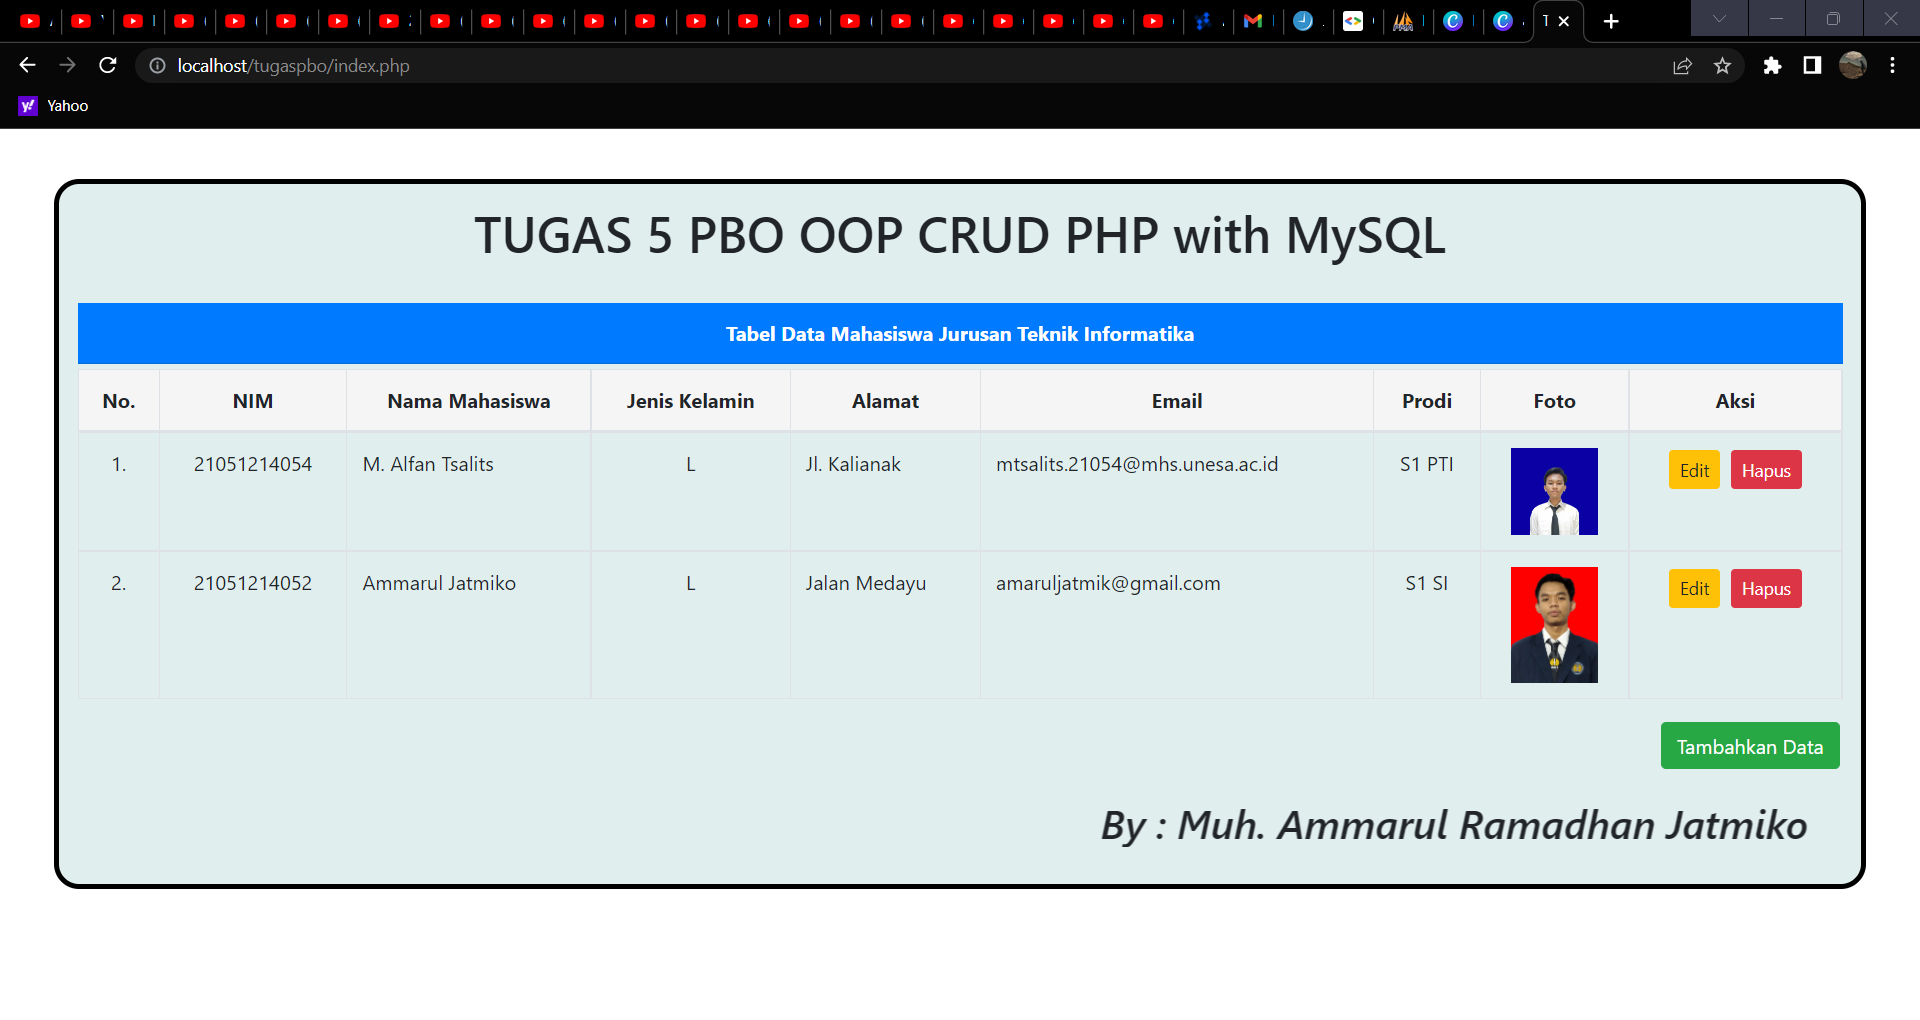 localhost/tugaspbo/index.php
Yahoo
TUGAS 5 PBO OOP CRUD PHP with MySQL
Tabel Data Mahasiswa Jurusan Teknik Informatika
No. NIM Nama Mahasiswa Jenis Kelamin Alamat Email Prodi Foto Aksi
1. 21051214054 M. Alfan Tsalits L Jl. Kalianak mtsalits.21054@mhs.unesa.ac.id S1 PTI Edit Hapus
2. 21051214052 Ammarul Jatmiko L Jalan Medayu amaruljatmik@gmail.com S1 SI Edit Hapus
Tambahkan Data
By : Muh. Ammarul Ramadhan Jatmiko